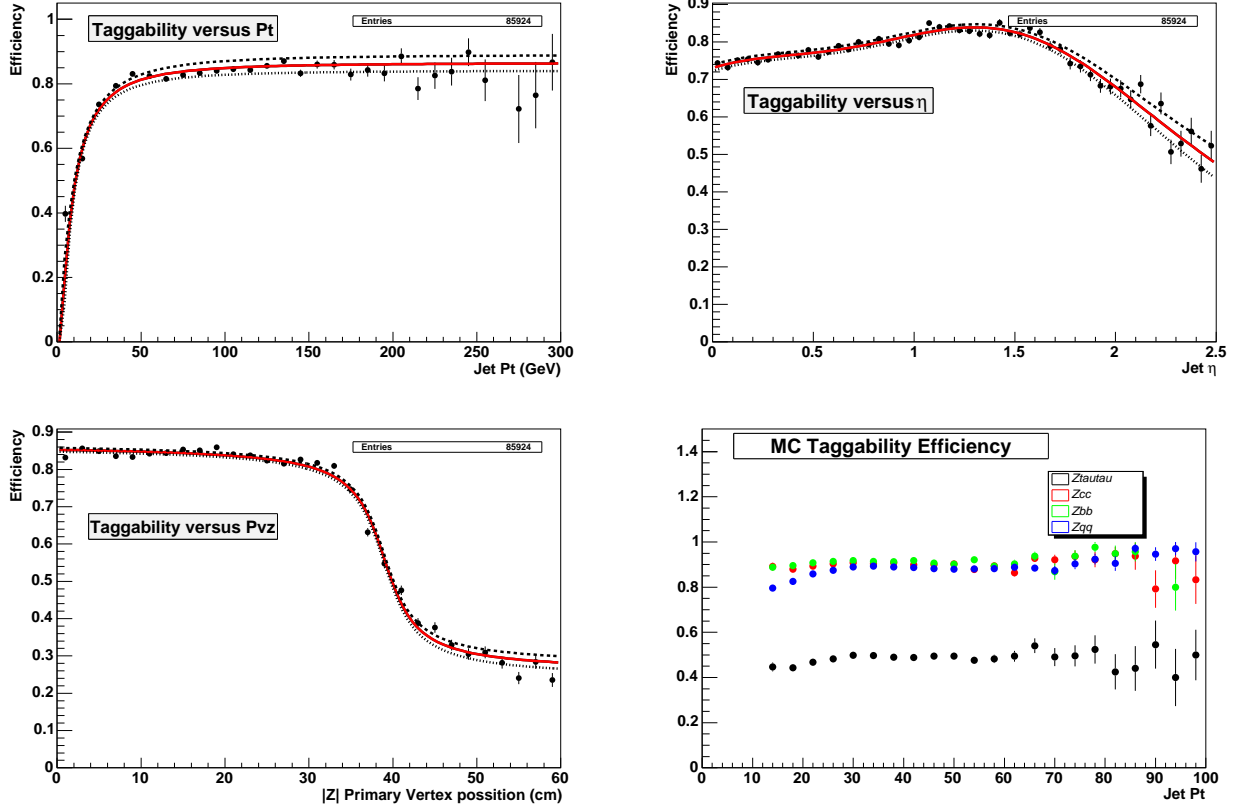 Efficiency
Taggability versus Pt
Entries 85924
1
0.8
0.6
0.4
0.2
0
0 50 100 150 200 250 300
Jet Pt (GeV)
Efficiency
Entries 85924
Taggability versus η
0.9
0.8
0.7
0.6
0.5
0.4
0.3
0.2
0.1
0
0 0.5 1 1.5 2 2.5
Jet η
Efficiency
Entries 85924
Taggability versus Pvz
0.9
0.8
0.7
0.6
0.5
0.4
0.3
0.2
0.1
0
0 10 20 30 40 50 60
|Z| Primary Vertex possition (cm)
MC Taggability Efficiency
Ztautau
Zcc
Zbb
Zqq
1.4
1.2
1
0.8
0.6
0.4
0.2
0
0 10 20 30 40 50 60 70 80 90 100
Jet Pt